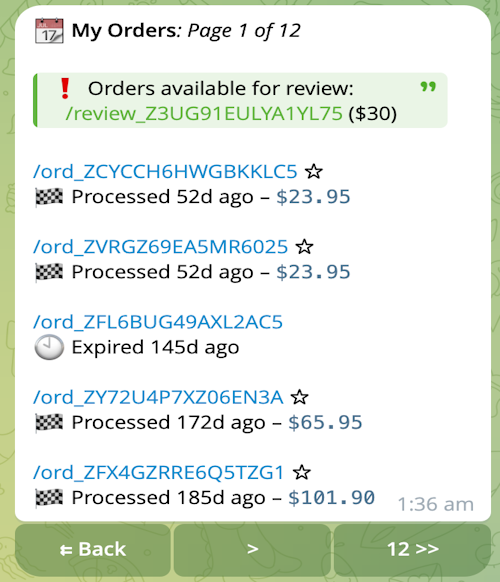 My Orders: Page 1 of 12
Orders available for review:
/review_Z3UG91EULYA1YL75 ($30)
/ord_ZCYCCH6HWGBKKLC5 ☆
Processed 52d ago – $23.95
/ord_ZVRGZ69EA5MR6025 ☆
Processed 52d ago – $23.95
/ord_ZFL6BUG49AXL2AC5
Expired 145d ago
/ord_ZY72U4P7XZ06EN3A ☆
Processed 172d ago – $65.95
/ord_ZFX4GZRRE6Q5TZG1 ☆
Processed 185d ago – $101.90
1:36 am
⇇ Back
>
12 >>